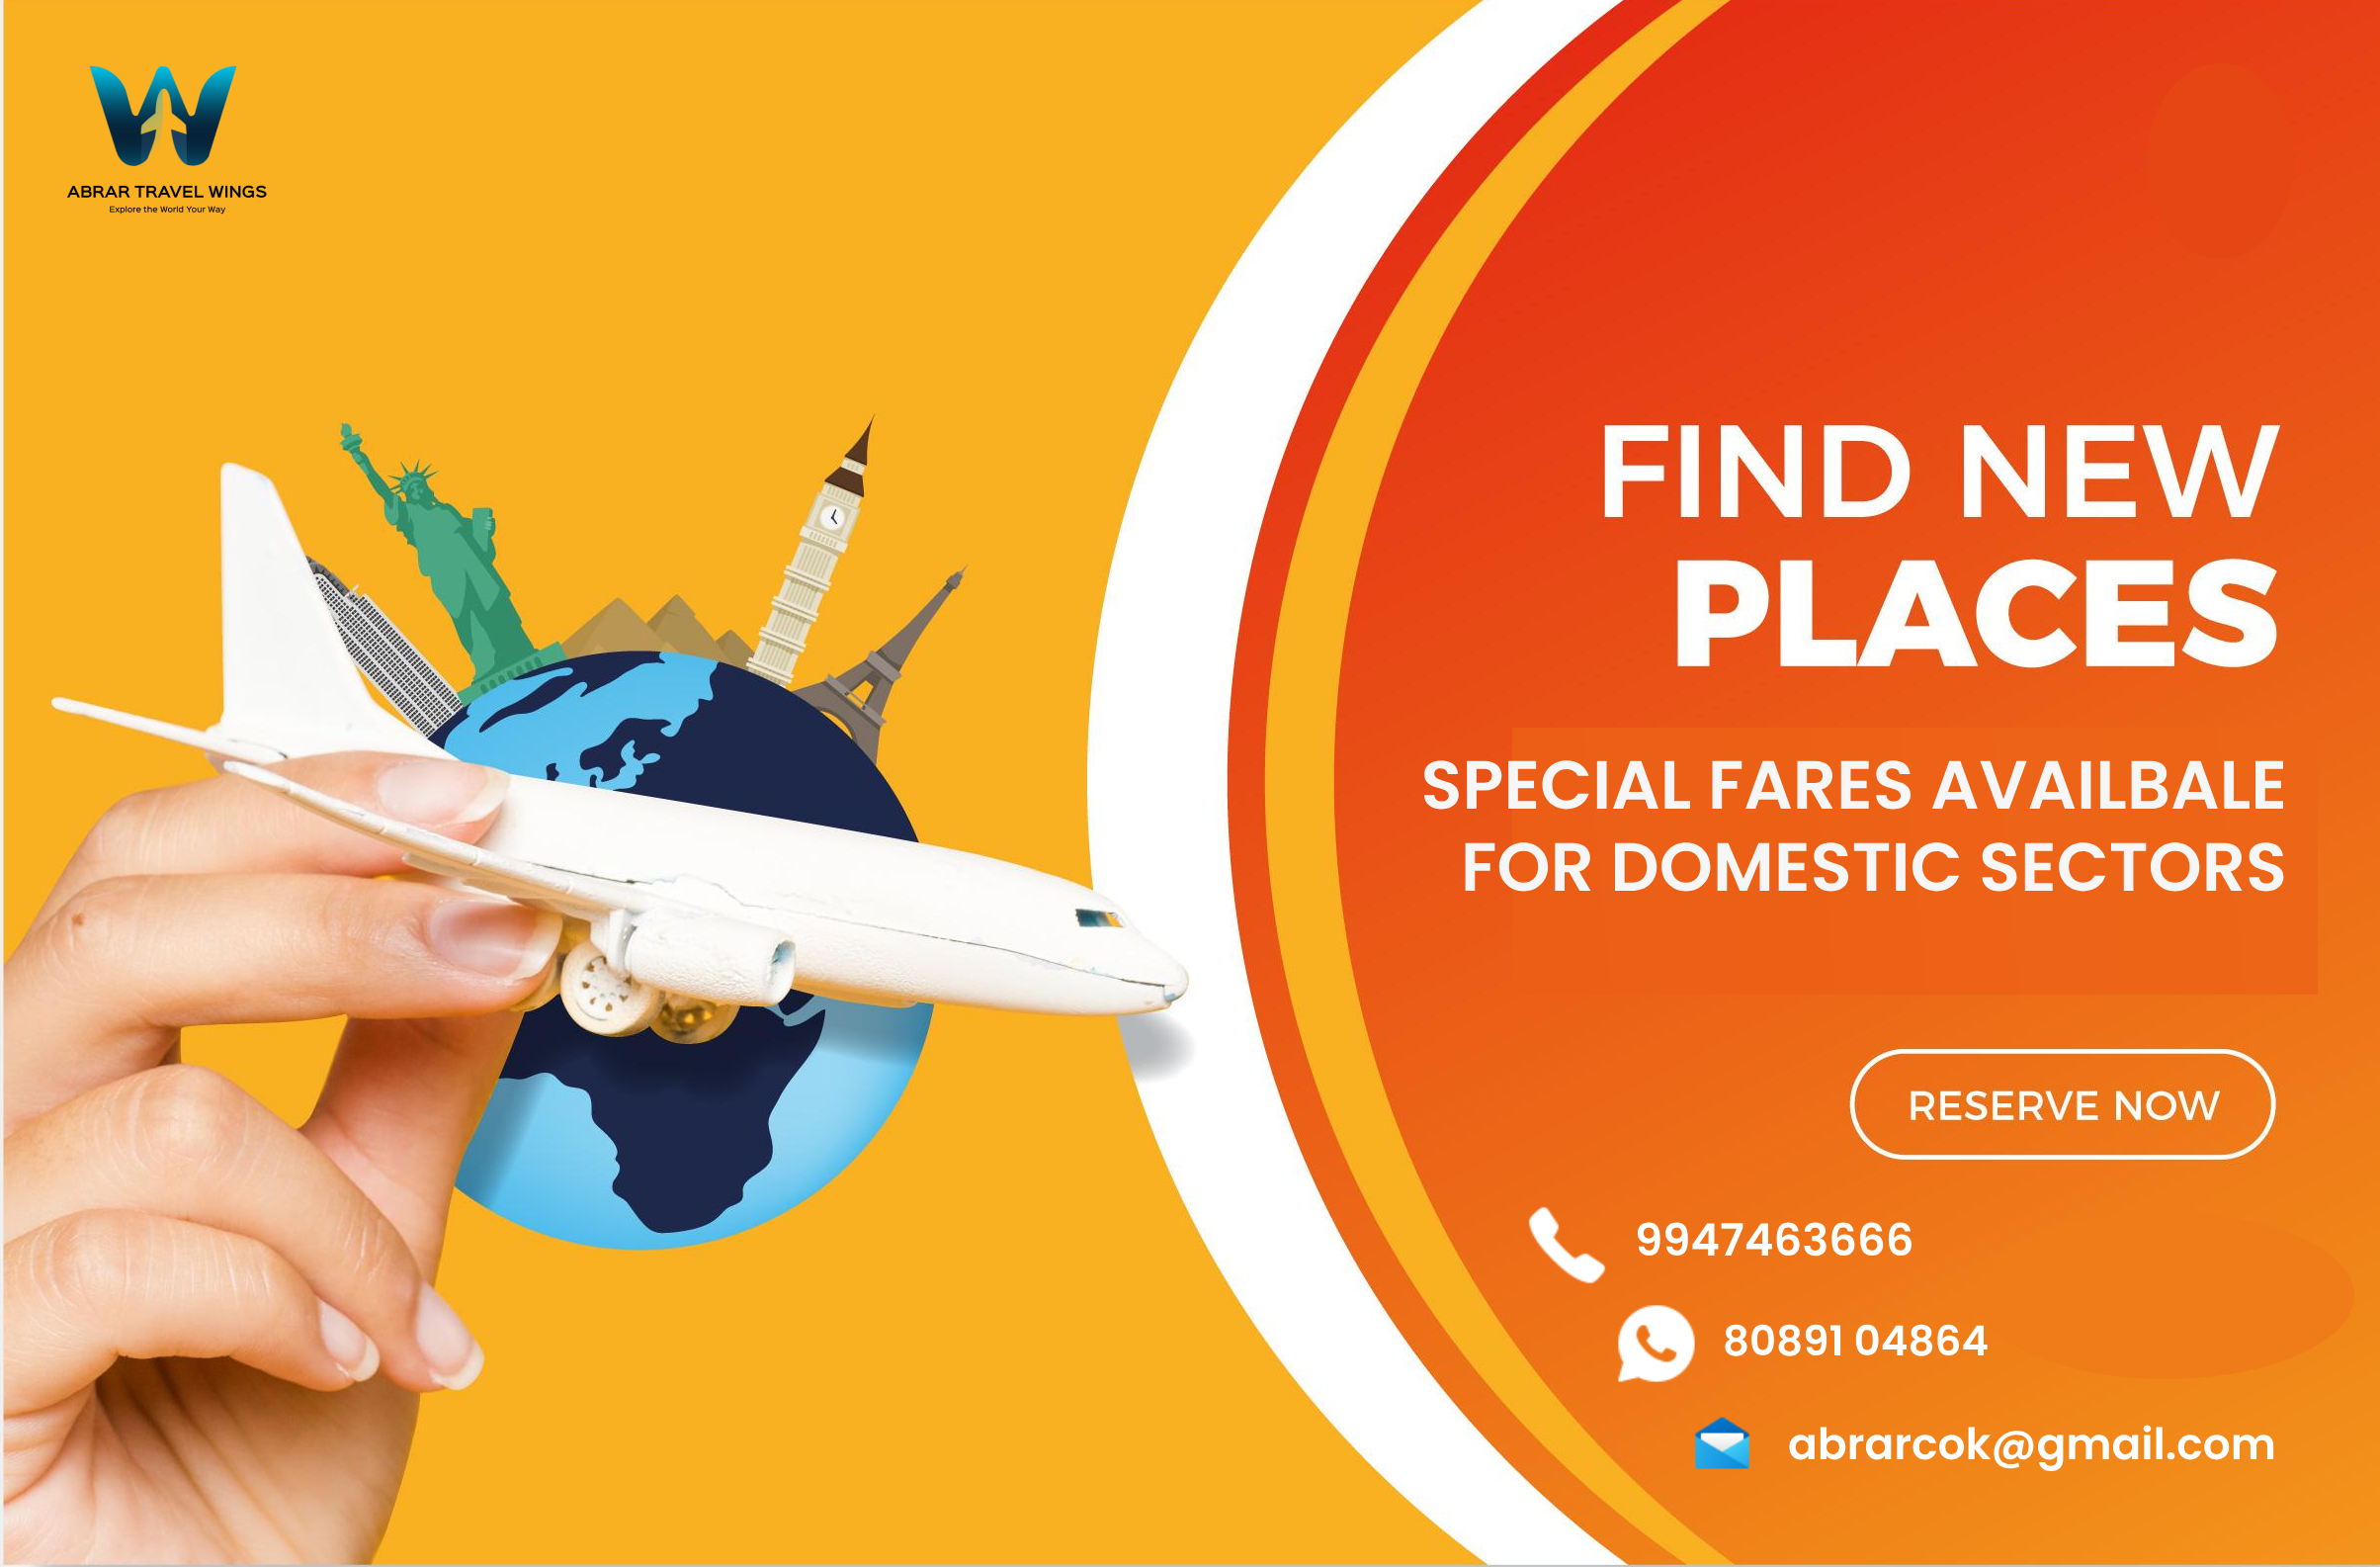 ABRAR TRAVEL WINGS
Explore the World Your Way
FIND NEW
PLACES
SPECIAL FARES AVAILBALE
FOR DOMESTIC SECTORS
RESERVE NOW
9947463666
80891 04864
abrarcok@gmail.com